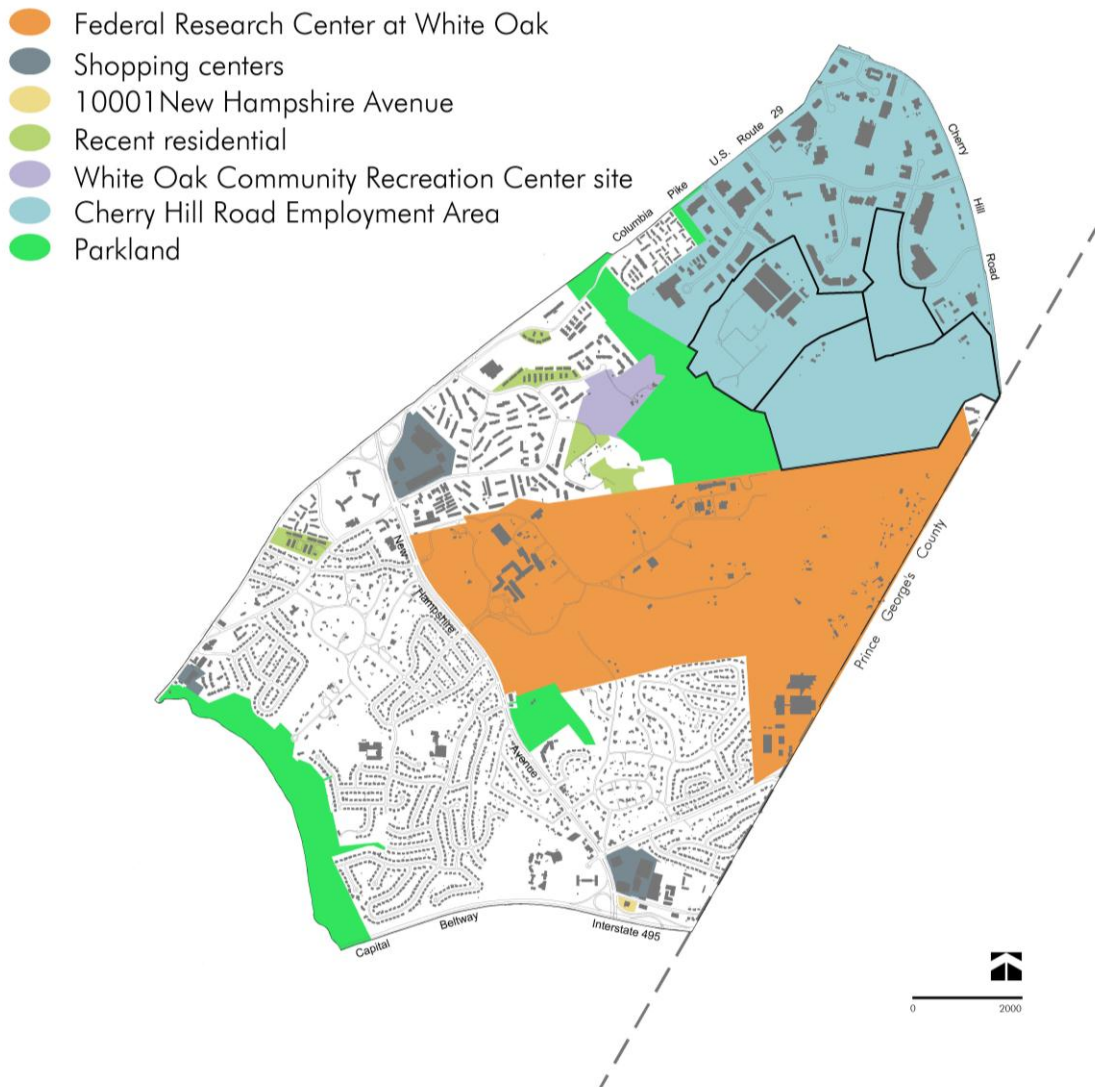 Federal Research Center at White Oak
Shopping centers
10001New Hampshire Avenue
Recent residential
White Oak Community Recreation Center site
Cherry Hill Road Employment Area
Parkland
Columbia Pike U.S. Route 29
Cherry Hill Road
New Hampshire Avenue
Prince George's County
Capital Beltway Interstate 495
0 2000